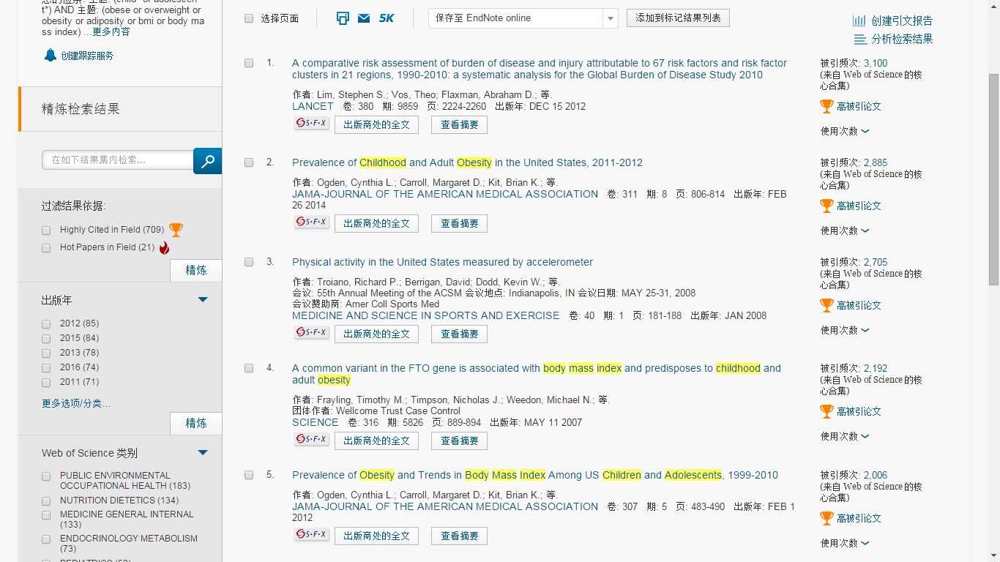 您的检索: 主题: (child* or adolescen
t*) AND 主题: (obese or overweight or
obesity or adiposity or bmi or body ma
ss index) ...更多内容
创建跟踪服务
精炼检索结果
在如下结果集内检索...
过滤结果依据:
Highly Cited in Field (709)
Hot Papers in Field (21)
精炼
出版年
2012 (85)
2015 (84)
2013 (78)
2016 (74)
2011 (71)
更多选项/分类...
精炼
Web of Science 类别
PUBLIC ENVIRONMENTAL
OCCUPATIONAL HEALTH (183)
NUTRITION DIETETICS (134)
MEDICINE GENERAL INTERNAL
(133)
ENDOCRINOLOGY METABOLISM
(73)
选择页面
5K
保存至 EndNote online
添加到标记结果列表
创建引文报告
分析检索结果
1.
A comparative risk assessment of burden of disease and injury attributable to 67 risk factors and risk factor
clusters in 21 regions, 1990-2010: a systematic analysis for the Global Burden of Disease Study 2010
作者: Lim, Stephen S.; Vos, Theo; Flaxman, Abraham D.; 等.
LANCET 卷: 380 期: 9859 页: 2224-2260 出版年: DEC 15 2012
S·F·X 出版商处的全文 查看摘要
被引频次: 3,100
(来自 Web of Science 的核
心合集)
高被引论文
使用次数
2.
Prevalence of Childhood and Adult Obesity in the United States, 2011-2012
作者: Ogden, Cynthia L.; Carroll, Margaret D.; Kit, Brian K.; 等.
JAMA-JOURNAL OF THE AMERICAN MEDICAL ASSOCIATION 卷: 311 期: 8 页: 806-814 出版年: FEB
26 2014
S·F·X 出版商处的全文 查看摘要
被引频次: 2,885
(来自 Web of Science 的核
心合集)
高被引论文
使用次数
3.
Physical activity in the United States measured by accelerometer
作者: Troiano, Richard P.; Berrigan, David; Dodd, Kevin W.; 等.
会议: 55th Annual Meeting of the ACSM 会议地点: Indianapolis, IN 会议日期: MAY 25-31, 2008
会议赞助商: Amer Coll Sports Med
MEDICINE AND SCIENCE IN SPORTS AND EXERCISE 卷: 40 期: 1 页: 181-188 出版年: JAN 2008
S·F·X 出版商处的全文 查看摘要
被引频次: 2,705
(来自 Web of Science 的核
心合集)
高被引论文
使用次数
4.
A common variant in the FTO gene is associated with body mass index and predisposes to childhood and
adult obesity
作者: Frayling, Timothy M.; Timpson, Nicholas J.; Weedon, Michael N.; 等.
团体作者: Wellcome Trust Case Control
SCIENCE 卷: 316 期: 5826 页: 889-894 出版年: MAY 11 2007
S·F·X 出版商处的全文 查看摘要
被引频次: 2,192
(来自 Web of Science 的核
心合集)
高被引论文
使用次数
5.
Prevalence of Obesity and Trends in Body Mass Index Among US Children and Adolescents, 1999-2010
作者: Ogden, Cynthia L.; Carroll, Margaret D.; Kit, Brian K.; 等.
JAMA-JOURNAL OF THE AMERICAN MEDICAL ASSOCIATION 卷: 307 期: 5 页: 483-490 出版年: FEB 1
2012
S·F·X 出版商处的全文 查看摘要
被引频次: 2,006
(来自 Web of Science 的核
心合集)
高被引论文
使用次数